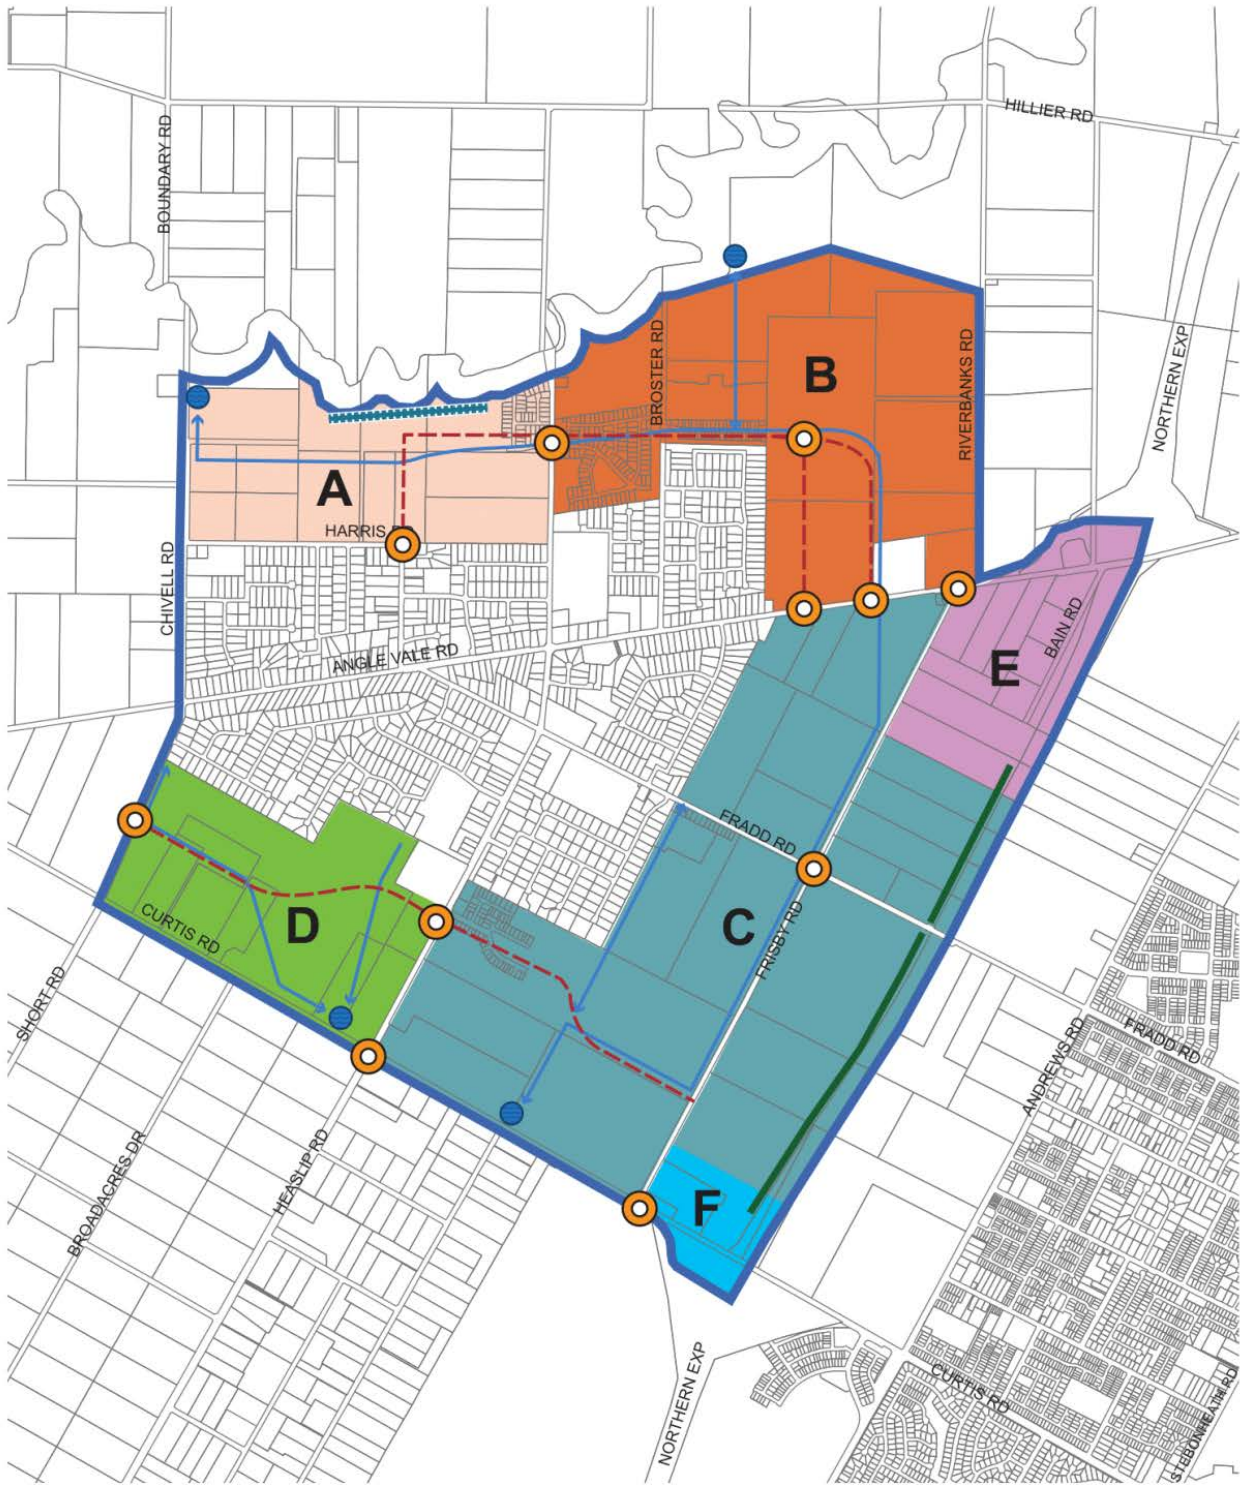 HILLIER RD
BOUNDARY RD
BROSTER RD
B
RIVERBANKS RD
NORTHERN EXP
A
HARRIS
CHIVELL RD
ANGLE VALE RD
E
BAIN RD
FRADD RD
C
FRISBY RD
D
CURTIS RD
SHORT RD
FRADD RD
ANDREWS RD
BROADACRES DR
HEASLIP RD
F
NORTHERN EXP
CURTIS RD
STEBONHEATH RD